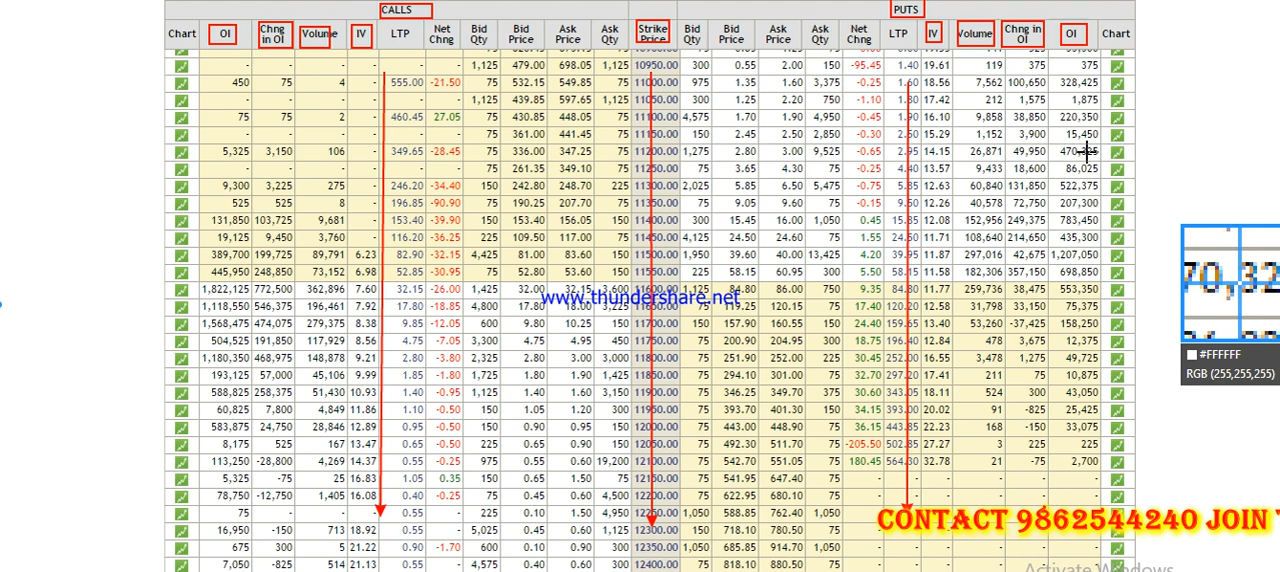 CALLS PUTS
Chart OI Chng in OI Volume IV LTP Net Chng Bid Qty Bid Price Ask Price Ask Qty Strike Price Bid Qty Bid Price Ask Price Ask Qty Net Chng LTP IV Volume Chng in OI OI Chart
- - - - - - 1,125 479.00 698.05 1,125 10950.00 300 0.55 2.00 150 -95.45 1.40 19.61 119 375 375
450 75 4 - 555.00 -21.50 75 532.15 549.85 75 11000.00 975 1.35 1.60 3,375 -0.25 1.60 18.56 7,562 100,650 328,425
- - - - - - 1,125 439.85 597.65 1,125 11050.00 300 1.25 2.20 750 -1.10 1.30 17.42 212 1,575 1,875
75 75 2 - 460.45 27.05 75 430.85 448.05 75 11100.00 4,575 1.70 1.90 4,950 -0.45 1.90 16.10 9,858 38,850 220,350
- - - - - - 75 361.00 441.45 75 11150.00 150 2.45 2.50 2,850 -0.30 2.50 15.29 1,152 3,900 15,450
5,325 3,150 106 - 349.65 -28.45 75 336.00 347.25 75 11200.00 1,275 2.80 3.00 9,525 -0.65 2.95 14.15 26,871 49,950
- - - - - - 75 261.35 349.10 75 11250.00 75 3.65 4.30 75 -0.25 4.40 13.57 9,433 18,600 86,025
9,300 3,225 275 - 246.20 -34.40 150 242.80 248.70 225 11300.00 2,025 5.85 6.50 5,475 -0.75 12.63 60,840 131,850 522,375
525 525 8 - 196.85 -90.90 75 190.25 207.70 75 11350.00 75 9.05 9.60 75 -0.15 12.26 40,578 72,750 207,300
131,850 103,725 9,681 - 153.40 -39.90 150 153.40 156.05 150 11400.00 300 15.45 16.00 1,050 0.45 12.08 152,956 249,375 783,450
19,125 9,450 3,760 - 116.20 -36.25 225 109.50 117.00 75 11450.00 4,125 24.50 24.60 75 1.55 11.71 108,640 214,650 435,300
389,700 199,725 89,791 6.23 82.90 -32.15 4,425 81.00 83.60 150 11500.00 1,950 39.60 40.00 13,425 4.20 39.95 11.87 297,016 42,675 1,207,050
445,950 248,850 73,152 6.98 52.85 -30.95 75 52.80 53.60 150 11550.00 225 58.15 60.95 300 5.50 11.58 182,306 357,150 698,850
1,822,125 772,500 362,896 7.60 32.15 -26.00 1,425 32.00 32.15 3,600 11600.00 1,125 84.80 86.00 75 9.35 11.77 259,736 38,475 553,350
www.thundershare.net
1,118,550 546,375 196,461 7.92 17.80 -18.85 4,800 17.80 18.00 3,225 11650.00 75 119.25 120.15 75 17.40 120.20 12.58 31,798 33,150 75,375
1,568,475 474,075 279,375 8.38 9.85 -12.05 600 9.80 10.25 150 11700.00 150 157.90 160.55 150 24.40 159.65 13.40 53,260 -37,425 158,250
504,525 191,850 117,929 8.56 4.75 -7.05 3,300 4.75 4.95 450 11750.00 75 200.90 204.95 300 18.75 196.40 12.84 478 3,675 12,375
1,180,350 468,975 148,878 9.21 2.80 -3.80 2,325 2.80 3.00 3,000 11800.00 75 251.90 252.00 225 30.45 252.00 16.55 3,478 1,275 49,725
193,125 57,000 45,106 9.99 1.85 -1.80 1,725 1.85 1.90 150 11850.00 75 294.10 301.00 75 32.70 297.20 17.41 211 75 10,875
588,825 258,375 51,430 10.93 1.40 -0.95 1,125 1.40 1.60 3,150 11900.00 75 346.25 349.70 375 30.60 343.05 18.11 524 300 43,050
60,825 7,800 4,849 11.86 1.10 -0.50 150 1.05 1.20 300 11950.00 75 393.70 401.30 150 34.15 393.00 20.02 91 -825 25,425
583,875 24,750 28,846 12.89 0.95 -0.50 150 0.90 0.95 150 12000.00 75 443.00 448.90 75 36.15 443.85 22.23 168 -150 33,075
8,175 525 167 13.47 0.65 -0.50 225 0.65 0.90 150 12050.00 75 492.30 511.70 75 -205.50 502.85 27.27 3 225 225
113,250 -28,800 4,269 14.37 0.55 -0.25 975 0.55 0.60 19,200 12100.00 75 542.70 551.05 75 180.45 564.30 32.78 21 -75 2,700
5,325 -75 25 16.83 1.05 0.35 150 0.65 1.50 75 12150.00 75 541.95 647.40 75 - - - - - -
78,750 -12,750 1,405 16.08 0.40 -0.25 75 0.45 0.60 4,500 12200.00 75 622.95 680.10 75 - - - - - -
75 - - - 0.55 - 225 0.10 1.50 4,950 12250.00 1,050 588.85 762.40 1,050 - - - - - -
16,950 -150 713 18.92 0.55 - 5,025 0.45 0.60 1,125 12300.00 150 718.10 780.50 75
675 300 5 21.22 0.90 -1.70 600 0.10 0.90 300 12350.00 1,050 685.85 914.70 1,050 - - - - - -
7,050 -825 514 21.13 0.55 - 4,575 0.40 0.60 300 12400.00 75 818.10 880.50 75 - - - - - -
70,32
#FFFFFF
RGB (255,255,255)
CONTACT 9862544240 JOIN
Activate Windows